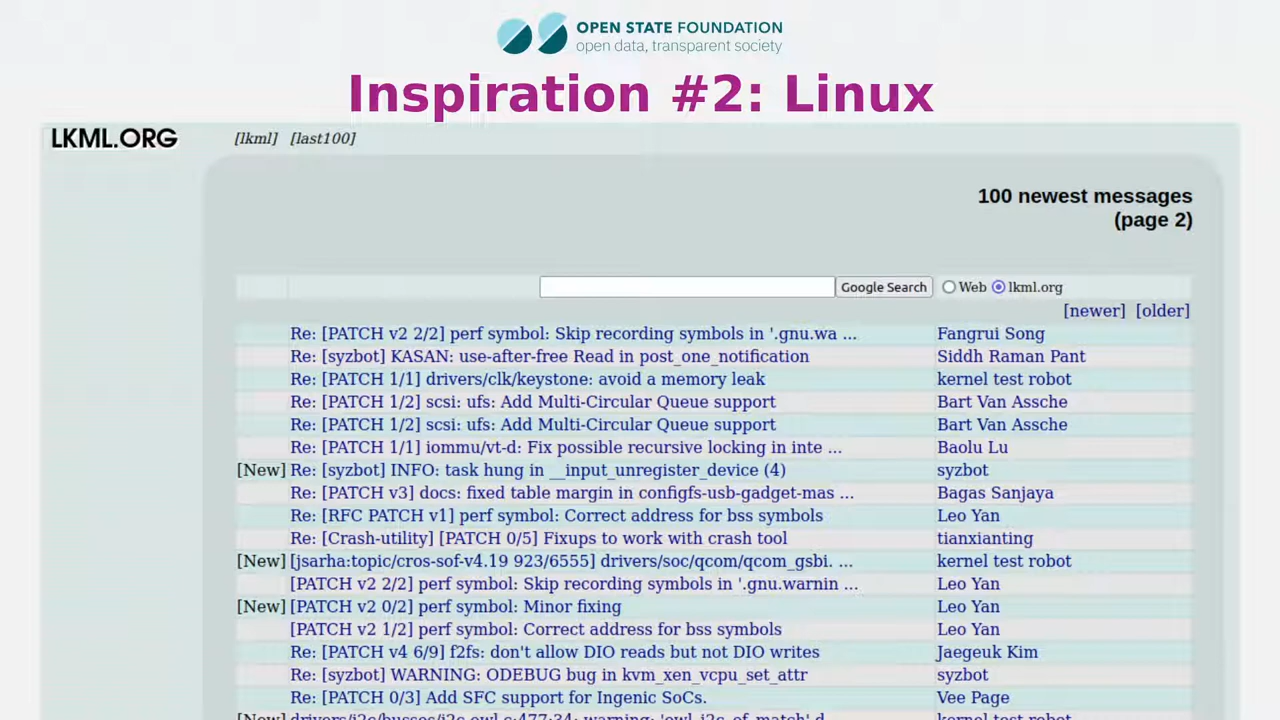 OPEN STATE FOUNDATION
open data, transparent society
Inspiration #2: Linux
LKML.ORG [lkml] [last100]
100 newest messages
(page 2)
Google Search Web lkml.org
[newer] [older]
Re: [PATCH v2 2/2] perf symbol: Skip recording symbols in '.gnu.wa ... Fangrui Song
Re: [syzbot] KASAN: use-after-free Read in post_one_notification Siddh Raman Pant
Re: [PATCH 1/1] drivers/clk/keystone: avoid a memory leak kernel test robot
Re: [PATCH 1/2] scsi: ufs: Add Multi-Circular Queue support Bart Van Assche
Re: [PATCH 1/2] scsi: ufs: Add Multi-Circular Queue support Bart Van Assche
Re: [PATCH 1/1] iommu/vt-d: Fix possible recursive locking in inte ... Baolu Lu
[New] Re: [syzbot] INFO: task hung in __input_unregister_device (4) syzbot
Re: [PATCH v3] docs: fixed table margin in configfs-usb-gadget-mas ... Bagas Sanjaya
Re: [RFC PATCH v1] perf symbol: Correct address for bss symbols Leo Yan
Re: [Crash-utility] [PATCH 0/5] Fixups to work with crash tool tianxianting
[New] [jsarha:topic/cros-sof-v4.19 923/6555] drivers/soc/qcom/qcom_gsbi. ... kernel test robot
[PATCH v2 2/2] perf symbol: Skip recording symbols in '.gnu.warnin ... Leo Yan
[New] [PATCH v2 0/2] perf symbol: Minor fixing Leo Yan
[PATCH v2 1/2] perf symbol: Correct address for bss symbols Leo Yan
Re: [PATCH v4 6/9] f2fs: don't allow DIO reads but not DIO writes Jaegeuk Kim
Re: [syzbot] WARNING: ODEBUG bug in kvm_xen_vcpu_set_attr syzbot
Re: [PATCH 0/3] Add SFC support for Ingenic SoCs. Vee Page
[New] drivers/i2c/busses/i2c-owl.c:477:34: warning: 'owl_i2c_of_match' d kernel test robot